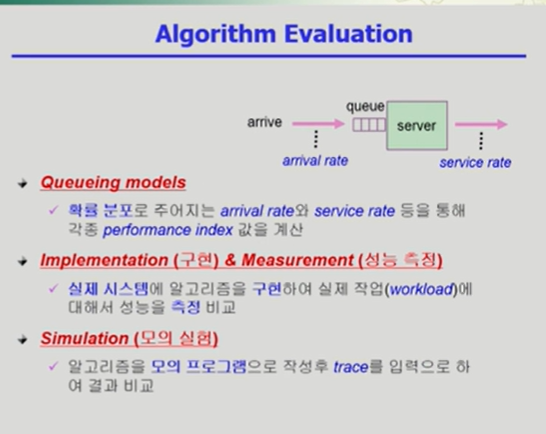 Algorithm Evaluation
queue
arrive
server
arrival rate
service rate
Queueing models
확률 분포로 주어지는 arrival rate와 service rate 등을 통해
각종 performance index 값을 계산
Implementation (구현) & Measurement (성능 측정)
실제 시스템에 알고리즘을 구현하여 실제 작업(workload)에
대해서 성능을 측정 비교
Simulation (모의 실험)
알고리즘을 모의 프로그램으로 작성후 trace를 입력으로 하
여 결과 비교